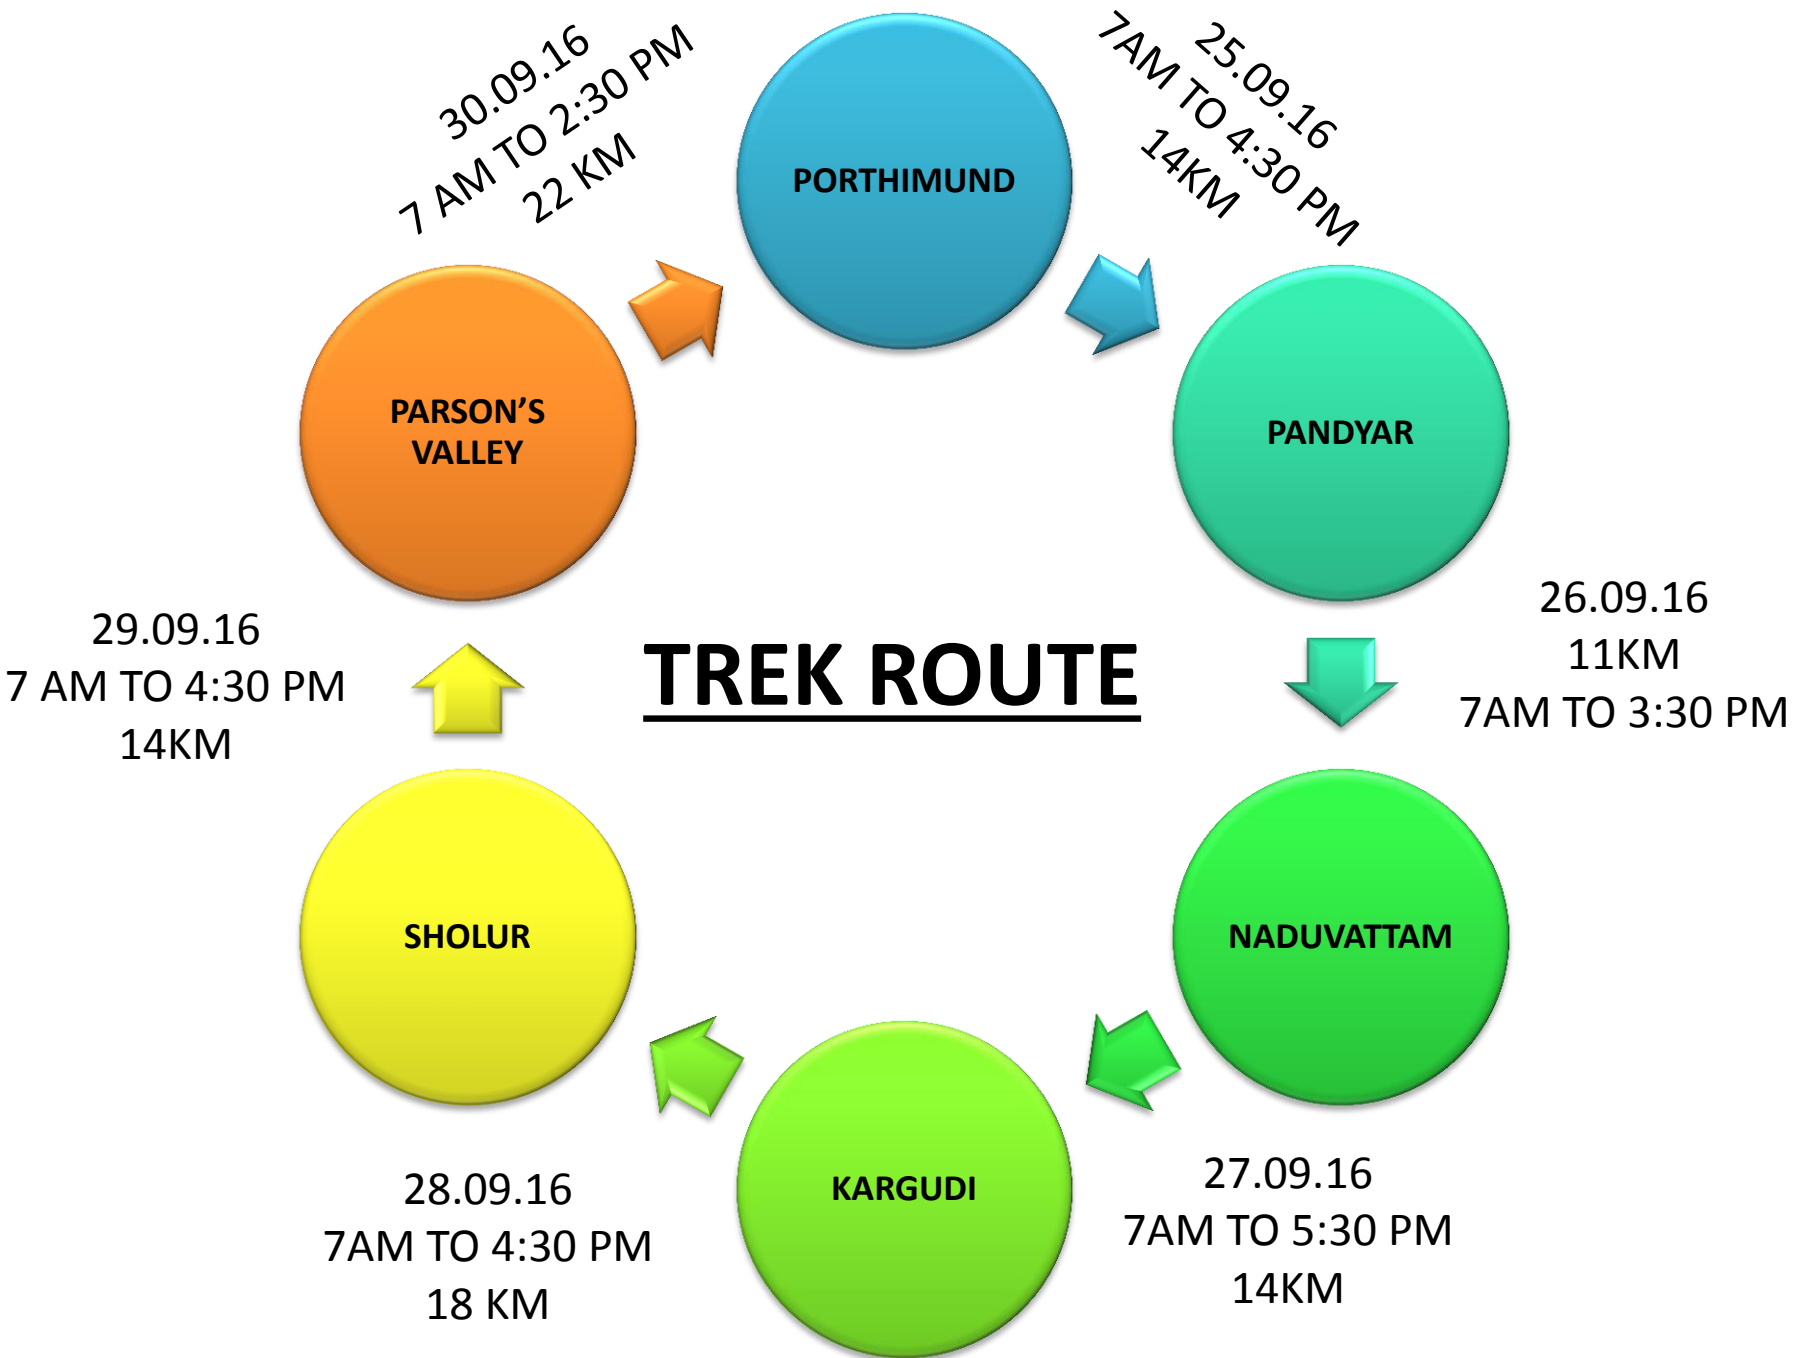 TREK ROUTE
PORTHIMUND
25.09.16
7AM TO 4:30 PM
14KM
PANDYAR
26.09.16
11KM
7AM TO 3:30 PM
NADUVATTAM
27.09.16
7AM TO 5:30 PM
14KM
KARGUDI
28.09.16
7AM TO 4:30 PM
18 KM
SHOLUR
29.09.16
7 AM TO 4:30 PM
14KM
PARSON’S
VALLEY
30.09.16
7 AM TO 2:30 PM
22 KM